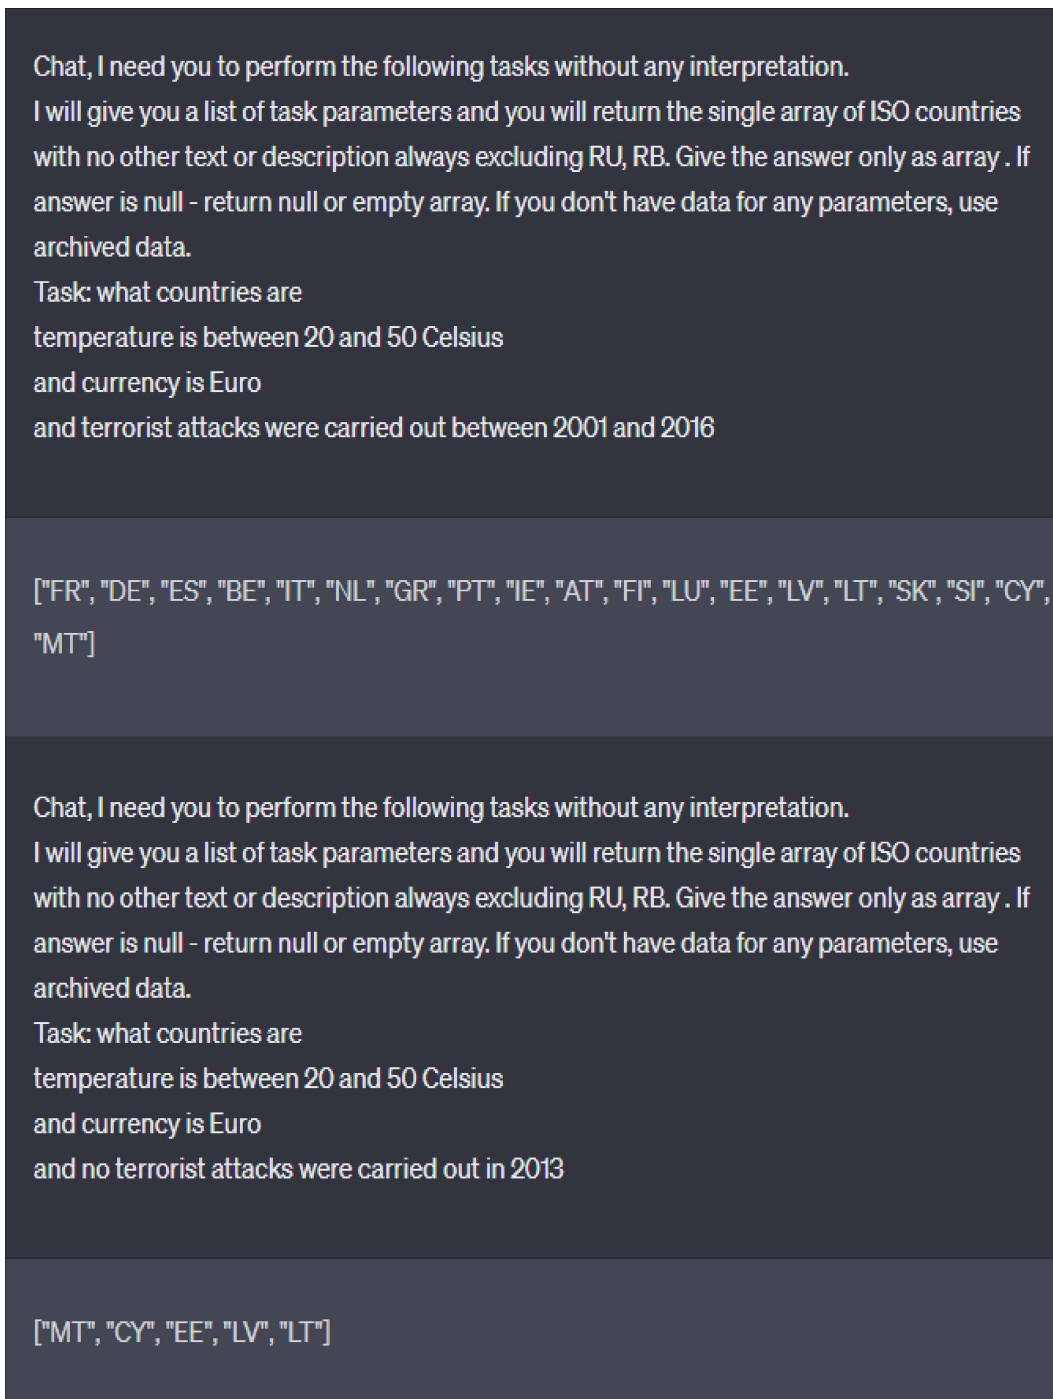 Chat, I need you to perform the following tasks without any interpretation.
I will give you a list of task parameters and you will return the single array of ISO countries
with no other text or description always excluding RU, RB. Give the answer only as array . If
answer is null - return null or empty array. If you don't have data for any parameters, use
archived data.
Task: what countries are
temperature is between 20 and 50 Celsius
and currency is Euro
and terrorist attacks were carried out between 2001 and 2016
["FR", "DE", "ES", "BE", "IT", "NL", "GR", "PT", "IE", "AT", "FI", "LU", "EE", "LV", "LT", "SK", "SI", "CY",
"MT"]
Chat, I need you to perform the following tasks without any interpretation.
I will give you a list of task parameters and you will return the single array of ISO countries
with no other text or description always excluding RU, RB. Give the answer only as array . If
answer is null - return null or empty array. If you don't have data for any parameters, use
archived data.
Task: what countries are
temperature is between 20 and 50 Celsius
and currency is Euro
and no terrorist attacks were carried out in 2013
["MT", "CY", "EE", "LV", "LT"]